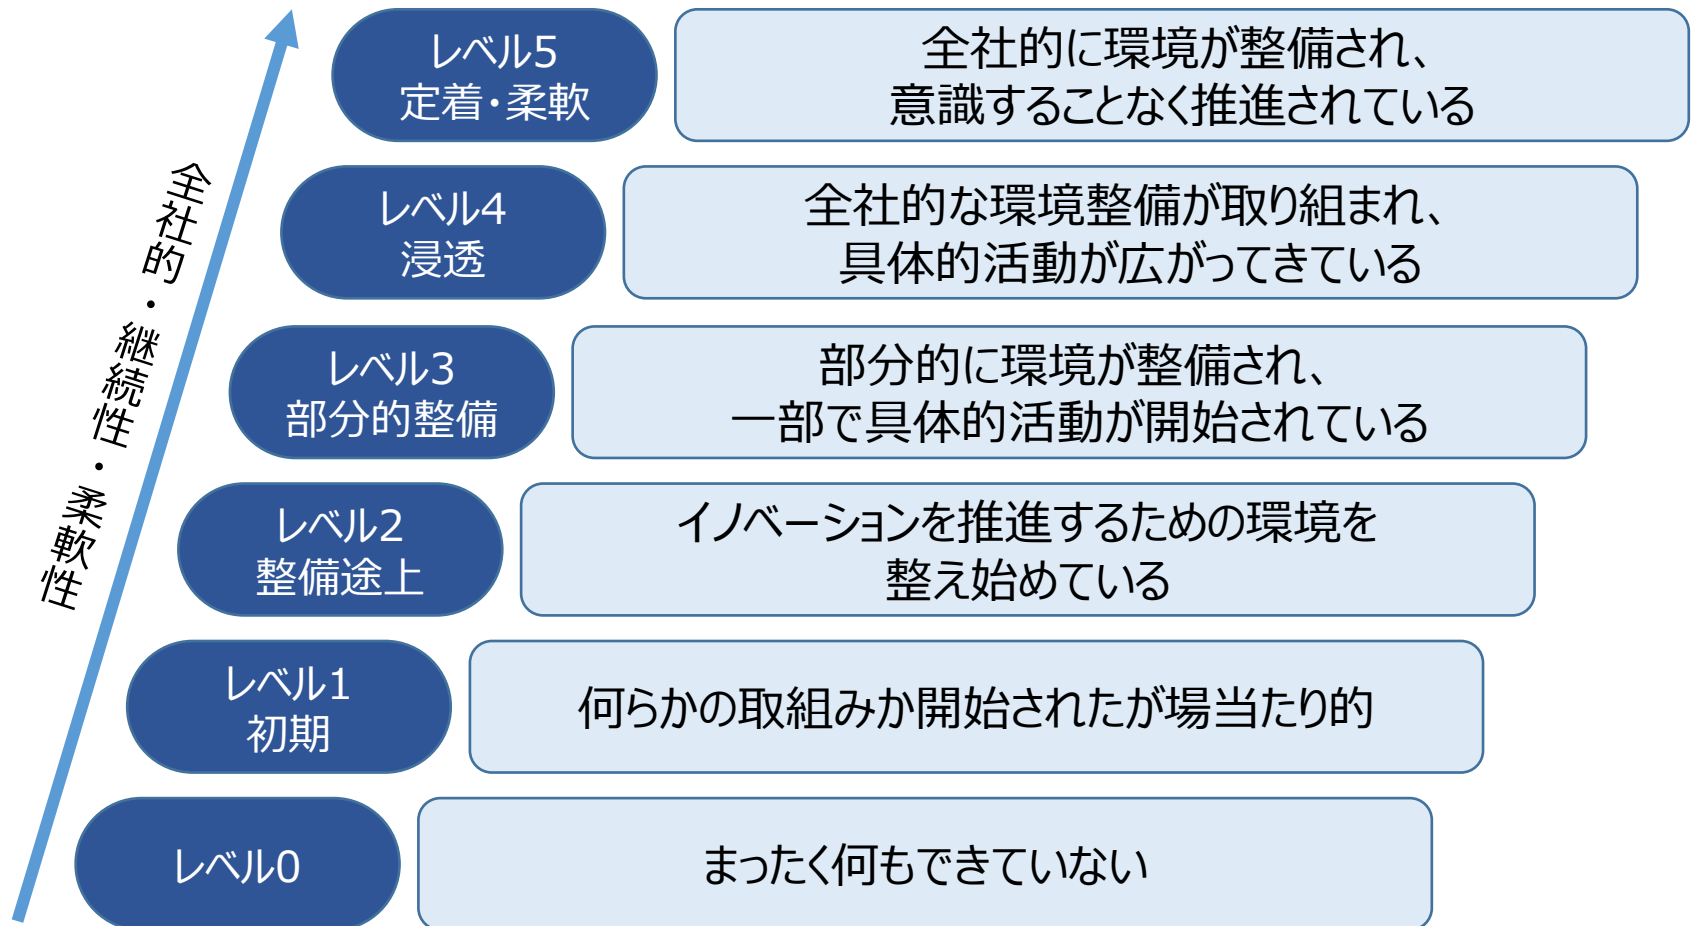 レベル5
定着・柔軟
全社的に環境が整備され、
意識することなく推進されている
レベル4
浸透
全社的な環境整備が取り組まれ、
具体的活動が広がってきている
レベル3
部分的整備
部分的に環境が整備され、
一部で具体的活動が開始されている
レベル2
整備途上
イノベーションを推進するための環境を
整え始めている
レベル1
初期
何らかの取組みか開始されたが場当たり的
レベル0
まったく何もできていない
全社的・継続性・柔軟性